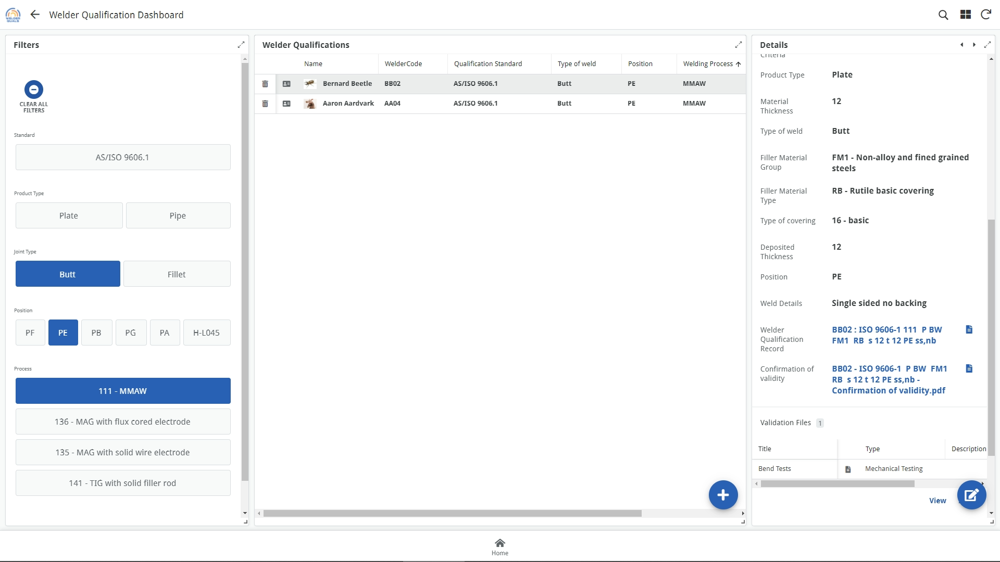 WELDER
QUALS
Welder Qualification Dashboard
Filters
CLEAR ALL
FILTERS
Standard
AS/ISO 9606.1
Product Type
Plate
Pipe
Joint Type
Butt
Fillet
Position
PF
PE
PB
PG
PA
H-L045
Process
111 - MMAW
136 - MAG with flux cored electrode
135 - MAG with solid wire electrode
141 - TIG with solid filler rod
Welder Qualifications
Name WelderCode Qualification Standard Type of weld Position Welding Process
Bernard Beetle BB02 AS/ISO 9606.1 Butt PE MMAW
Aaron Aardvark AA04 AS/ISO 9606.1 Butt PE MMAW
Details
Criteria
Product Type Plate
Material
Thickness
12
Type of weld Butt
Filler Material
Group
FM1 - Non-alloy and fined grained
steels
Filler Material
Type
RB - Rutile basic covering
Type of covering 16 - basic
Deposited
Thickness
12
Position PE
Weld Details Single sided no backing
Welder
Qualification
Record
BB02 : ISO 9606-1 111  P BW
FM1  RB  s 12 t 12 PE ss,nb
Confirmation of
validity
BB02 - ISO 9606-1  P BW  FM1
RB  s 12 t 12 PE ss,nb -
Confirmation of validity.pdf
Validation Files 1
Title Type Description
Bend Tests Mechanical Testing
View
Home